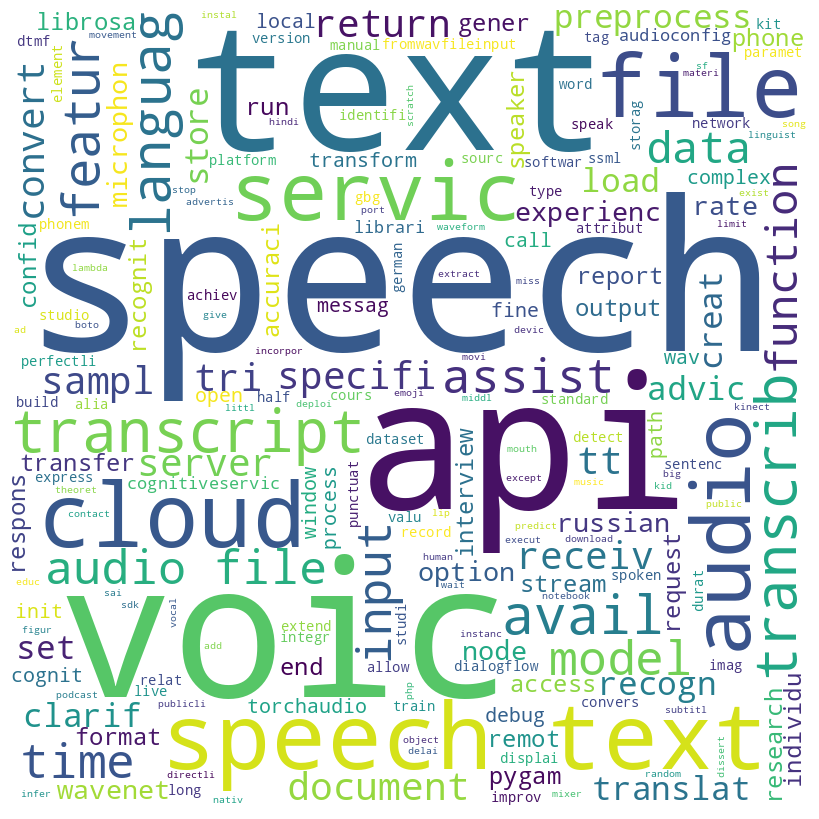 instal
movement
librosa
local
return
gener
preprocess
kit
tag
audioconfig
phone
dtmf
version
manual
fromwavfileinput
paramet
element
convert
featur
languag
microphon
store
run
text
identifi
scratch
word
speak
file
sf
materi
song
network
linguist
storag
speaker
data
platform
transform
sourc
softwar
ssml
hindi
servic
load
complex
exist
stop
advertis
gbg
port
type
experienc
rate
attribut
limit
phonem
librari
call
function
waveform
speech
confid
recognit
lambda
studio
boto
ad
perfectli
accuraci
achiev
give
messag
german
extract
miss
report
fine
output
devic
creat
incorpor
movi
wav
sampl
tri
specifi
assist
advic
open
half
cours
build
alia
emoji
middl
standard
kinect
littl
deploi
transcript
api
dataset
path
transcrib
mouth
detect
music
transfer
server
express
theoret
cognitiveservic
window
process
punctuat
valu
except
tt
sentenc
big
kid
public
respons
contact
cloud
lip
record
interview
predict
russian
audio
audio file
input
human
execut
download
option
receiv
request
educ
sai
sdk
wait
stream
spoken
notebook
durat
init
vocal
voic
extend
integr
add
studi
instanc
avail
figur
set
end
node
model
cognit
relat
allow
dialogflow
convers
imag
live
podcast
publicli
php
access
recogn
clarif
torchaudio
train
debug
subtitl
research
individu
format
speech text
object
delai
remot
displai
dissert
time
directli
document
pygam
translat
infer
wavenet
long
nativ
improv
mixer
random